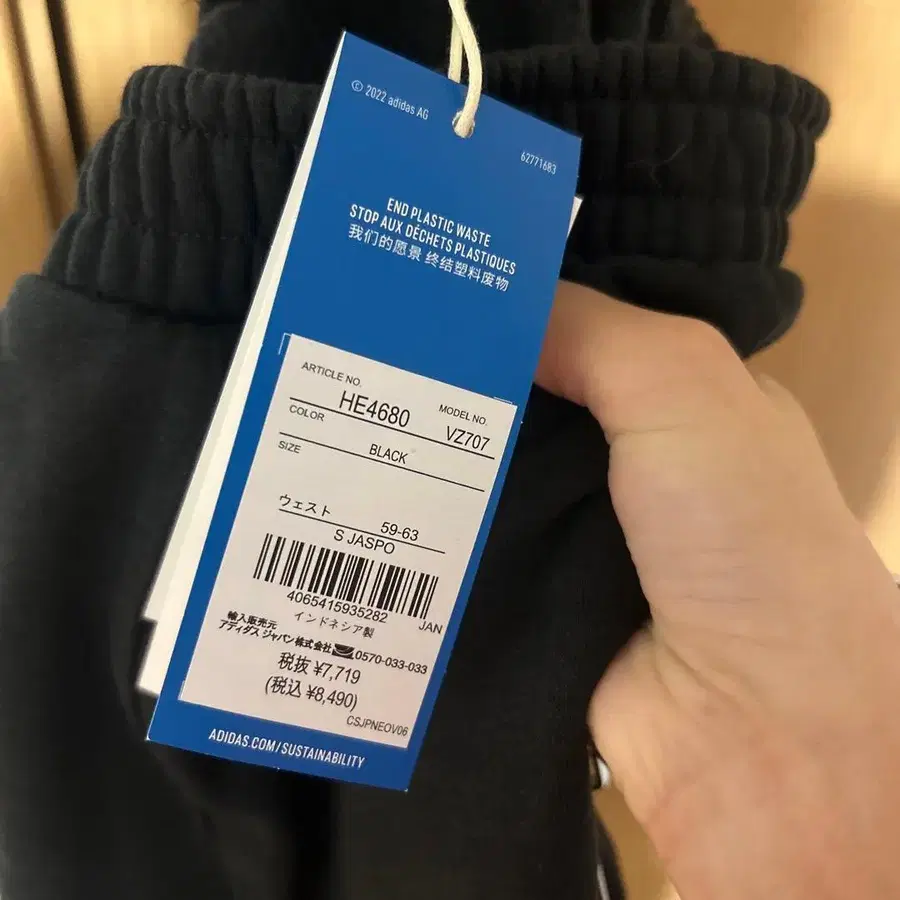 © 2022 adidas AG
62771683
END PLASTIC WASTE
STOP AUX DÉCHETS PLASTIQUES
我们的愿景 终结塑料废物
ARTICLE NO.
HE4680
MODEL NO.
VZ707
COLOR
BLACK
SIZE
ウェスト 59-63
S JASPO
4065415935282 JAN
インドネシア製
輸入販売元
アディダス ジャパン株式会社 0570-033-033
税抜 ¥7,719
(税込 ¥8,490)
CSJPNEOV06
ADIDAS.COM/SUSTAINABILITY